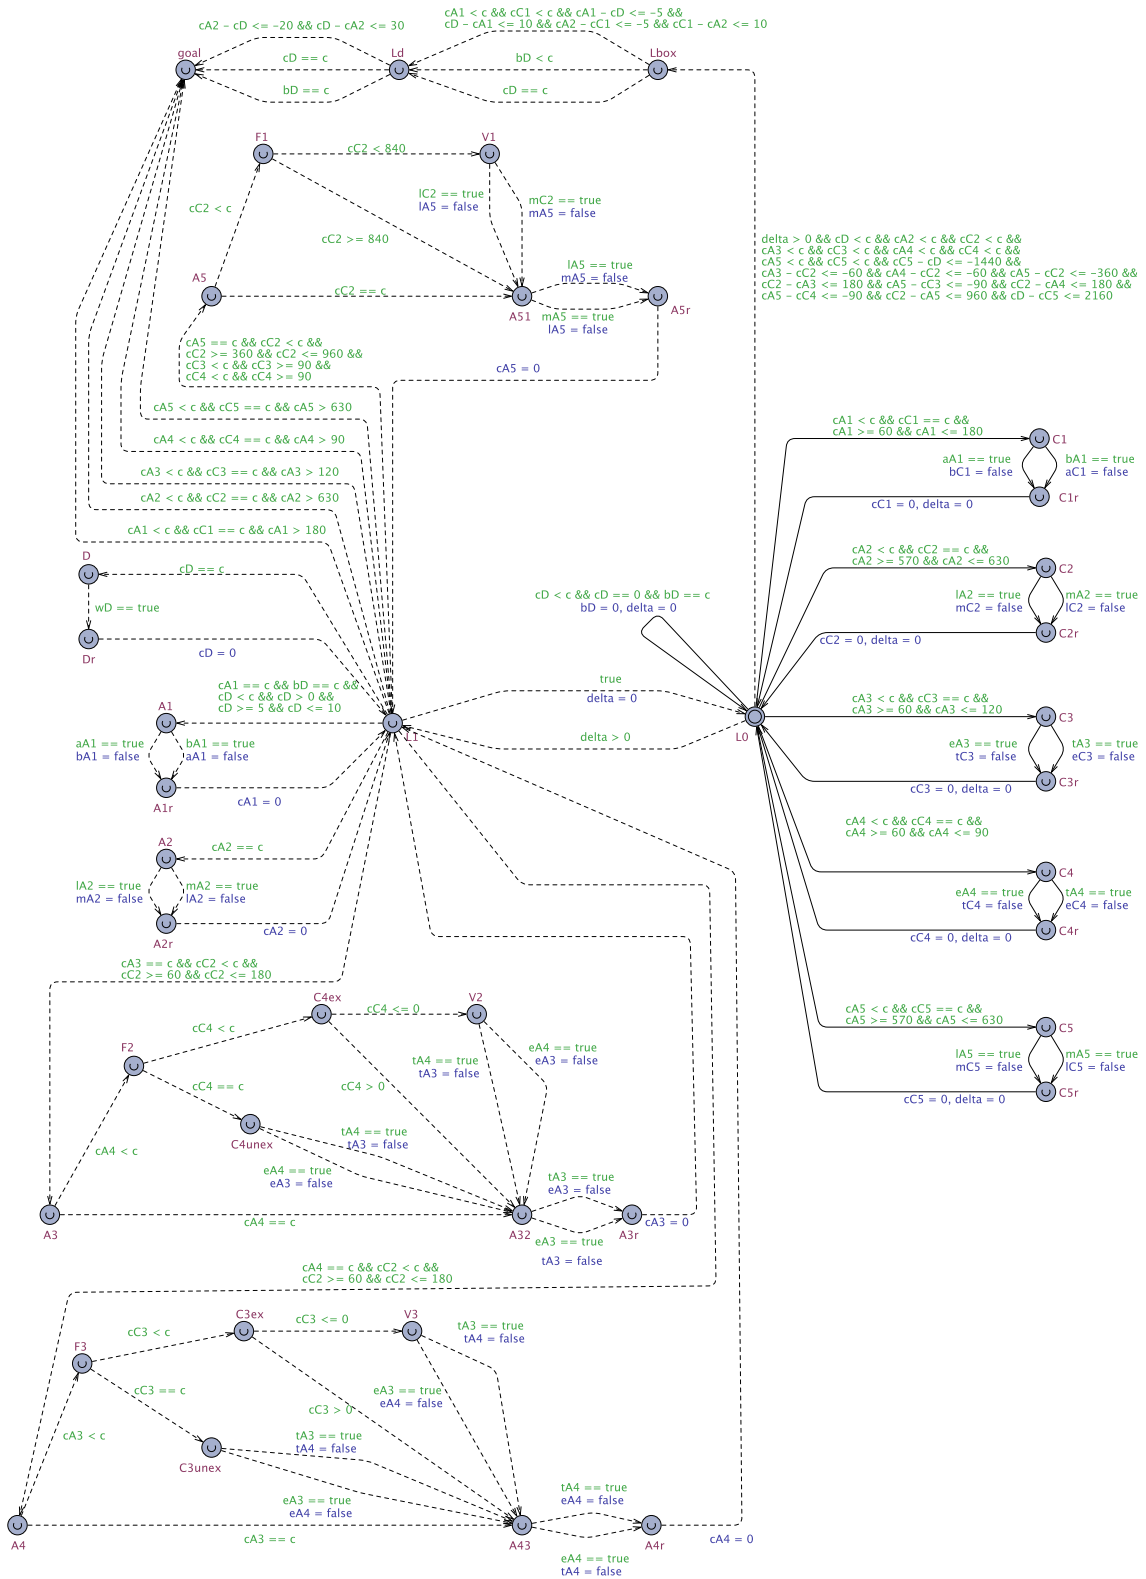 cA1 < c && cC1 < c && cA1 – cD <= –5 &&
cD – cA1 <= 10 && cA2 – cC1 <= –5 && cC1 – cA2 <= 10
cA2 – cD <= –20 && cD – cA2 <= 30
goal
Ld
Lbox
cD == c
bD < c
bD == c
cD == c
F1
V1
cC2 < 840
lC2 == true
lA5 = false
mC2 == true
mA5 = false
cC2 < c
cC2 >= 840
delta > 0 && cD < c && cA2 < c && cC2 < c &&
cA3 < c && cC3 < c && cA4 < c && cC4 < c &&
cA5 < c && cC5 < c && cC5 – cD <= –1440 &&
cA3 – cC2 <= –60 && cA4 – cC2 <= –60 && cA5 – cC2 <= –360 &&
cC2 – cA3 <= 180 && cA5 – cC3 <= –90 && cC2 – cA4 <= 180 &&
cA5 – cC4 <= –90 && cC2 – cA5 <= 960 && cD – cC5 <= 2160
A5
cC2 == c
lA5 == true
mA5 = false
A51
mA5 == true
lA5 = false
A5r
cA5 == c && cC2 < c &&
cC2 >= 360 && cC2 <= 960 &&
cC3 < c && cC3 >= 90 &&
cC4 < c && cC4 >= 90
cA5 = 0
cA5 < c && cC5 == c && cA5 > 630
cA4 < c && cC4 == c && cA4 > 90
cA3 < c && cC3 == c && cA3 > 120
cA2 < c && cC2 == c && cA2 > 630
cA1 < c && cC1 == c && cA1 > 180
cA1 < c && cC1 == c &&
cA1 >= 60 && cA1 <= 180
C1
aA1 == true
bC1 = false
bA1 == true
aC1 = false
C1r
cC1 = 0, delta = 0
D
cD == c
wD == true
Dr
cD = 0
cA2 < c && cC2 == c &&
cA2 >= 570 && cA2 <= 630
C2
lA2 == true
mC2 = false
mA2 == true
lC2 = false
C2r
cC2 = 0, delta = 0
cD < c && cD == 0 && bD == c
bD = 0, delta = 0
cA1 == c && bD == c &&
cD < c && cD > 0 &&
cD >= 5 && cD <= 10
true
delta = 0
cA3 < c && cC3 == c &&
cA3 >= 60 && cA3 <= 120
C3
A1
L1
L0
aA1 == true
bA1 = false
bA1 == true
aA1 = false
delta > 0
eA3 == true
tC3 = false
tA3 == true
eC3 = false
C3r
A1r
cA1 = 0
cC3 = 0, delta = 0
A2
cA2 == c
cA4 < c && cC4 == c &&
cA4 >= 60 && cA4 <= 90
C4
lA2 == true
mA2 = false
mA2 == true
lA2 = false
eA4 == true
tC4 = false
tA4 == true
eC4 = false
C4r
A2r
cA2 = 0
cC4 = 0, delta = 0
cA3 == c && cC2 < c &&
cC2 >= 60 && cC2 <= 180
C4ex
V2
cC4 <= 0
cA5 < c && cC5 == c &&
cA5 >= 570 && cA5 <= 630
C5
cC4 < c
F2
tA4 == true
tA3 = false
eA4 == true
eA3 = false
lA5 == true
mC5 = false
mA5 == true
lC5 = false
C5r
cC5 = 0, delta = 0
cC4 == c
cC4 > 0
C4unex
tA4 == true
tA3 = false
cA4 < c
eA4 == true
eA3 = false
tA3 == true
eA3 = false
A3
cA4 == c
A32
A3r
cA3 = 0
eA3 == true
tA3 = false
cA4 == c && cC2 < c &&
cC2 >= 60 && cC2 <= 180
C3ex
V3
cC3 <= 0
cC3 < c
F3
tA3 == true
tA4 = false
cC3 == c
eA3 == true
eA4 = false
cC3 > 0
cA3 < c
tA3 == true
tA4 = false
C3unex
eA3 == true
eA4 = false
tA4 == true
eA4 = false
A4
cA3 == c
A43
A4r
cA4 = 0
eA4 == true
tA4 = false